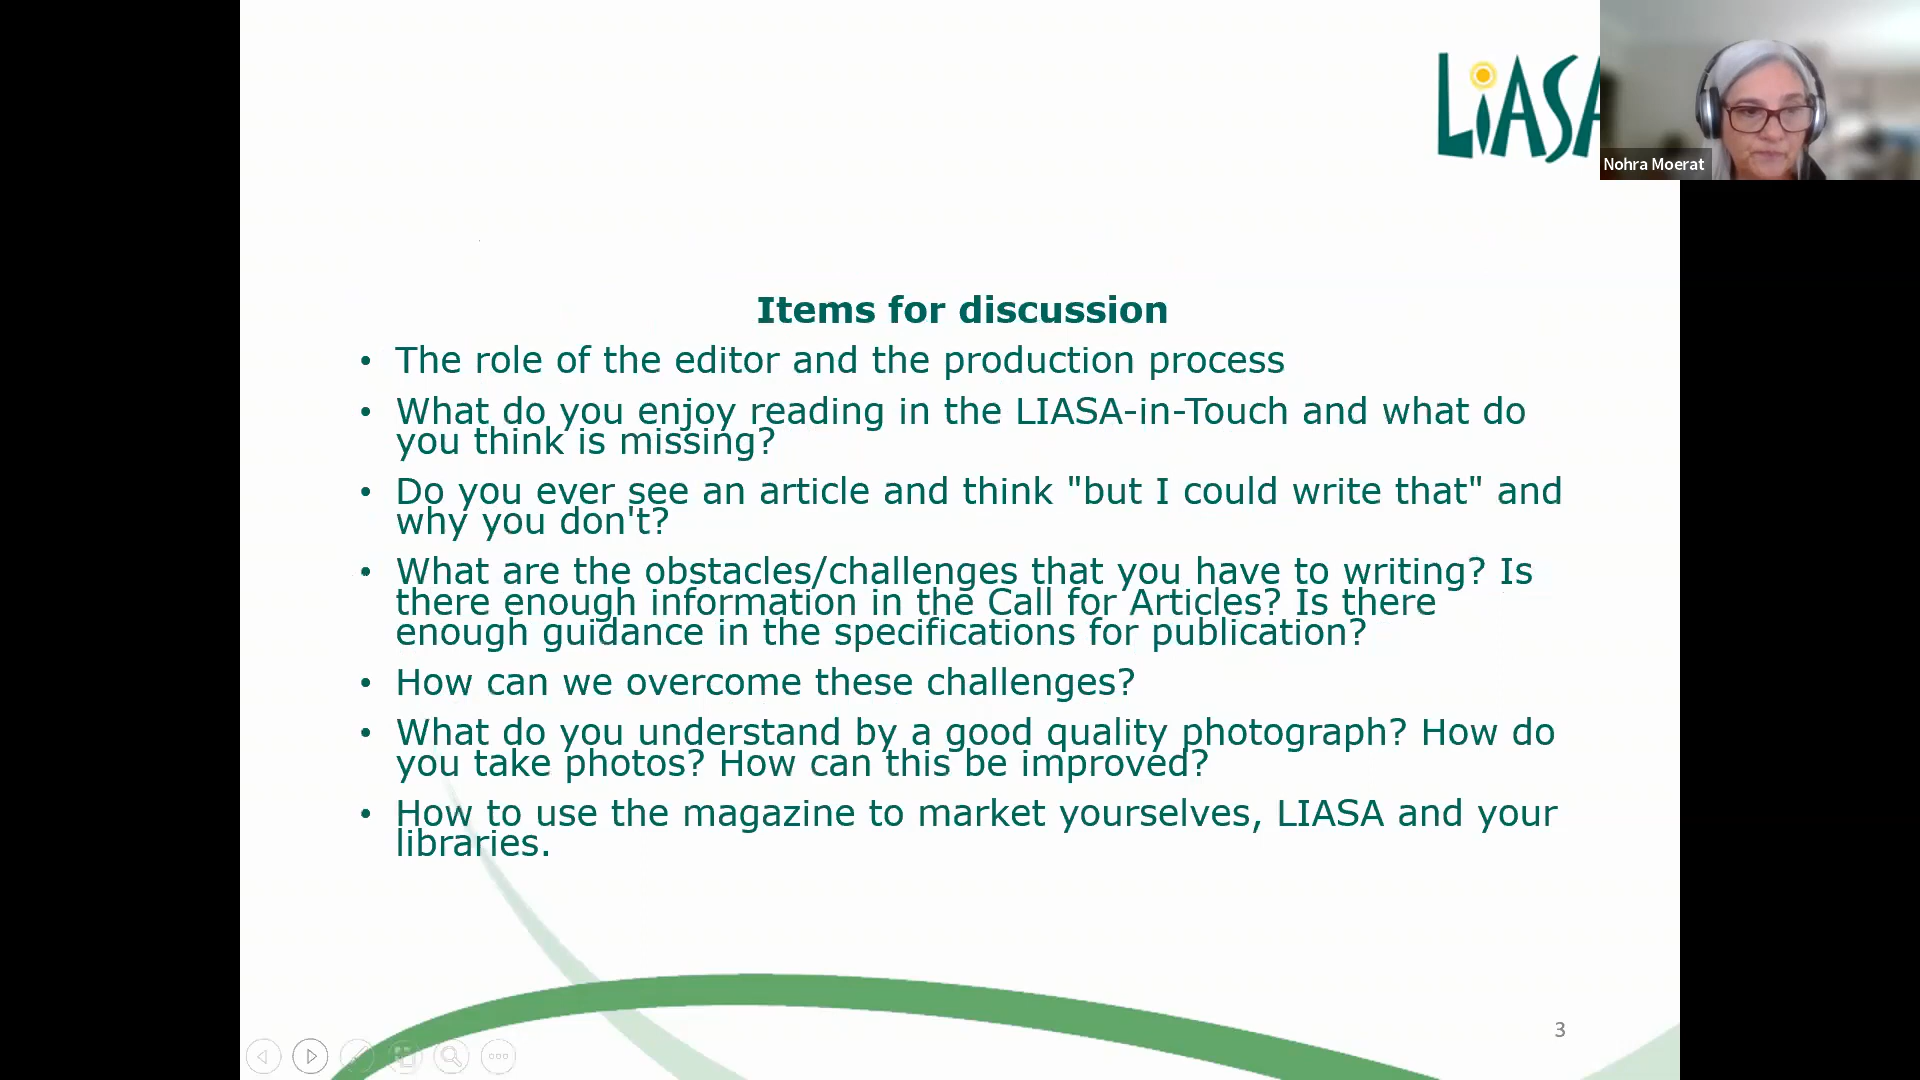 LiASA
Nohra Moerat
Items for discussion
• The role of the editor and the production process
• What do you enjoy reading in the LIASA-in-Touch and what do
you think is missing?
• Do you ever see an article and think "but I could write that" and
why you don't?
• What are the obstacles/challenges that you have to writing? Is
there enough information in the Call for Articles? Is there
enough guidance in the specifications for publication?
• How can we overcome these challenges?
• What do you understand by a good quality photograph? How do
you take photos? How can this be improved?
• How to use the magazine to market yourselves, LIASA and your
libraries.
3